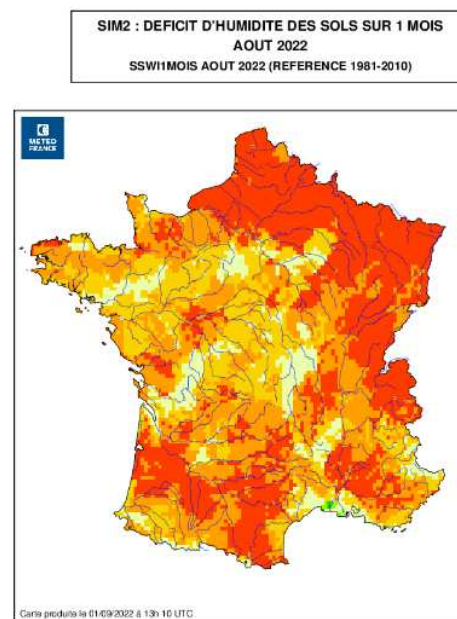 SIM2 : DEFICIT D'HUMIDITE DES SOLS SUR 1 MOIS
AOUT 2022
SSWI1MOIS AOUT 2022 (REFERENCE 1981-2010)
METEO
FRANCE
Carte produite le 01/09/2022 à 13h 10 UTC